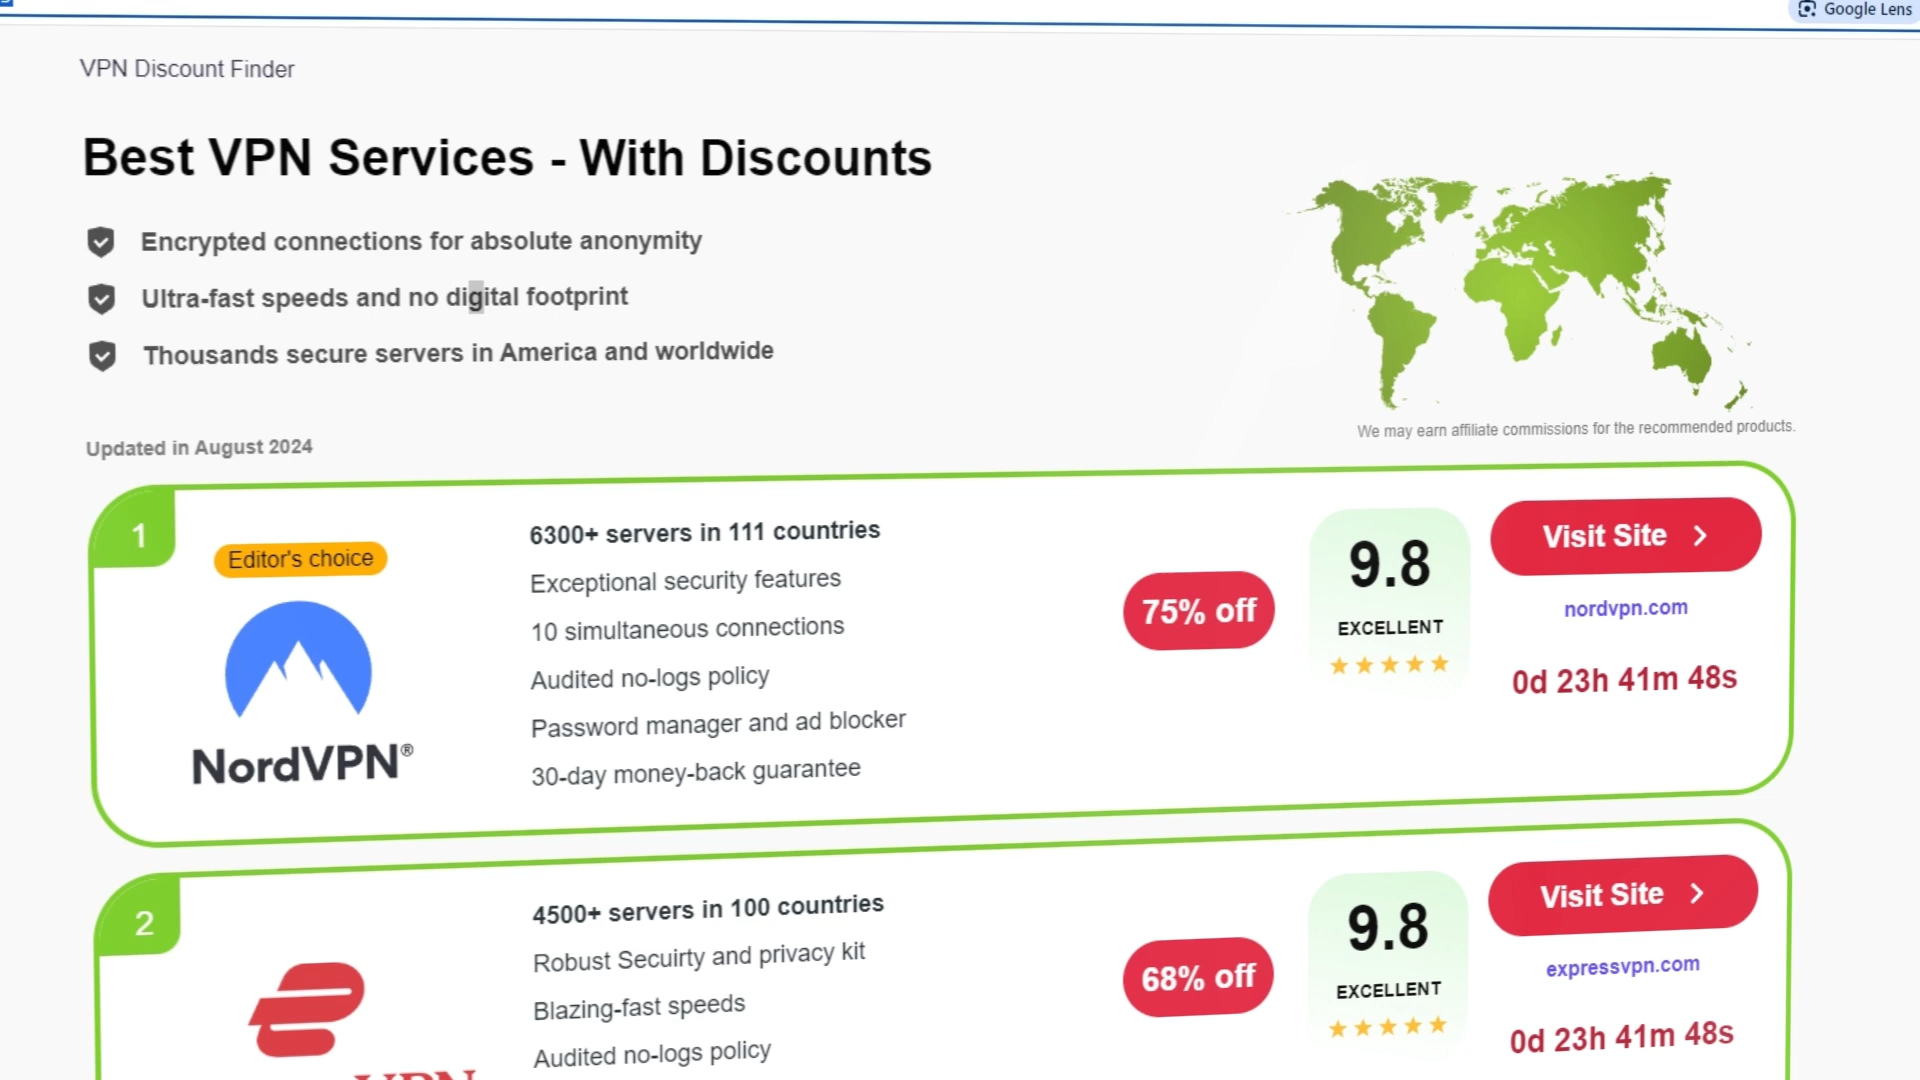 Google Lens
VPN Discount Finder
Best VPN Services - With Discounts
Encrypted connections for absolute anonymity
Ultra-fast speeds and no digital footprint
Thousands secure servers in America and worldwide
We may earn affiliate commissions for the recommended products.
Updated in August 2024
1
Editor's choice
NordVPN®
6300+ servers in 111 countries
Exceptional security features
10 simultaneous connections
Audited no-logs policy
Password manager and ad blocker
30-day money-back guarantee
75% off
9.8
EXCELLENT
Visit Site
nordvpn.com
0d 23h 41m 48s
2
VPN
4500+ servers in 100 countries
Robust Secuirty and privacy kit
Blazing-fast speeds
Audited no-logs policy
68% off
9.8
EXCELLENT
Visit Site
expressvpn.com
0d 23h 41m 48s